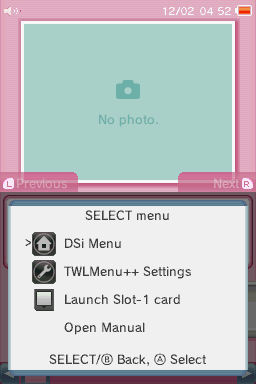 12/02 04 52
No photo.
L Previous
Next R
SELECT menu
> DSi Menu
TWLMenu++ Settings
Launch Slot-1 card
Open Manual
SELECT/Ⓑ Back, Ⓐ Select